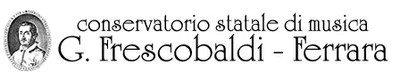 conservatorio statale di musica
G. Frescobaldi - Ferrara